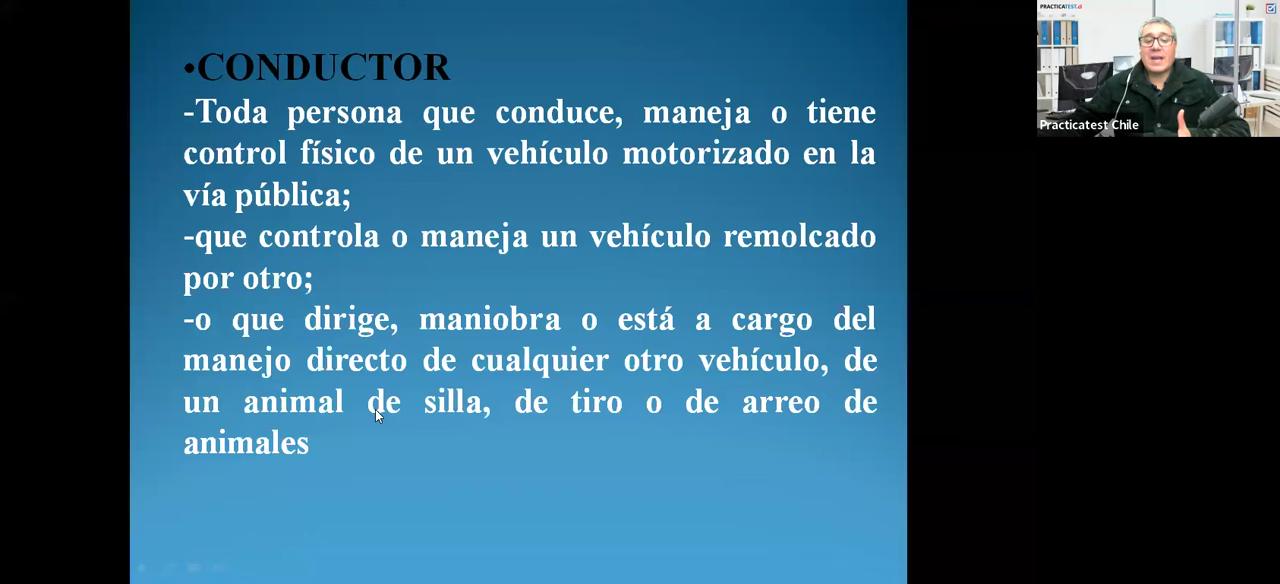 •CONDUCTOR
-Toda persona que conduce, maneja o tiene
control físico de un vehículo motorizado en la
vía pública;
-que controla o maneja un vehículo remolcado
por otro;
-o que dirige, maniobra o está a cargo del
manejo directo de cualquier otro vehículo, de
un animal de silla, de tiro o de arreo de
animales
PRACTICATEST.cl
Practicatest Chile